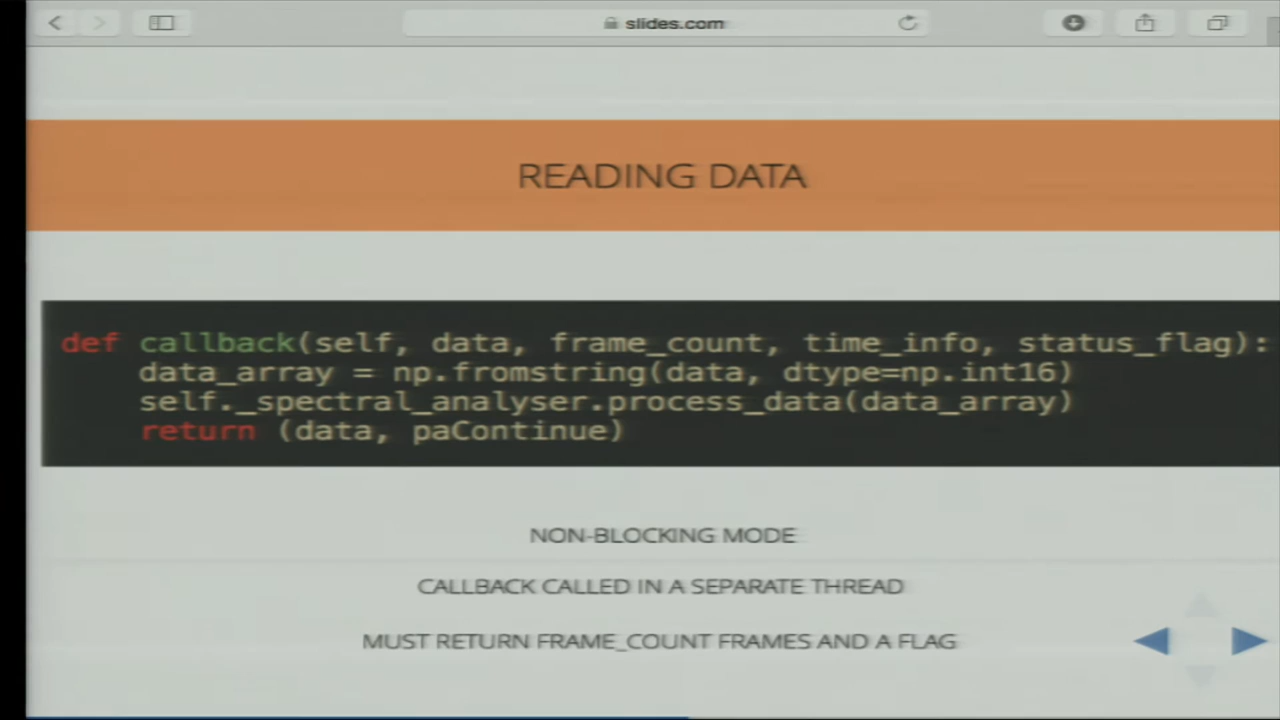 slides.com
READING DATA
def callback(self, data, frame_count, time_info, status_flag):
    data_array = np.fromstring(data, dtype=np.int16)
    self._spectral_analyser.process_data(data_array)
    return (data, paContinue)
NON-BLOCKING MODE
CALLBACK CALLED IN A SEPARATE THREAD
MUST RETURN FRAME_COUNT FRAMES AND A FLAG